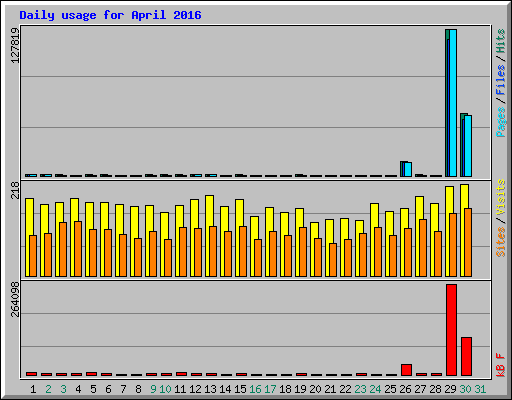 Daily usage for April 2016
127819
Pages / Files / Hits
218
Sites / Visits
264098
kB F
1 2 3 4 5 6 7 8 9 10 11 12 13 14 15 16 17 18 19 20 21 22 23 24 25 26 27 28 29 30 31